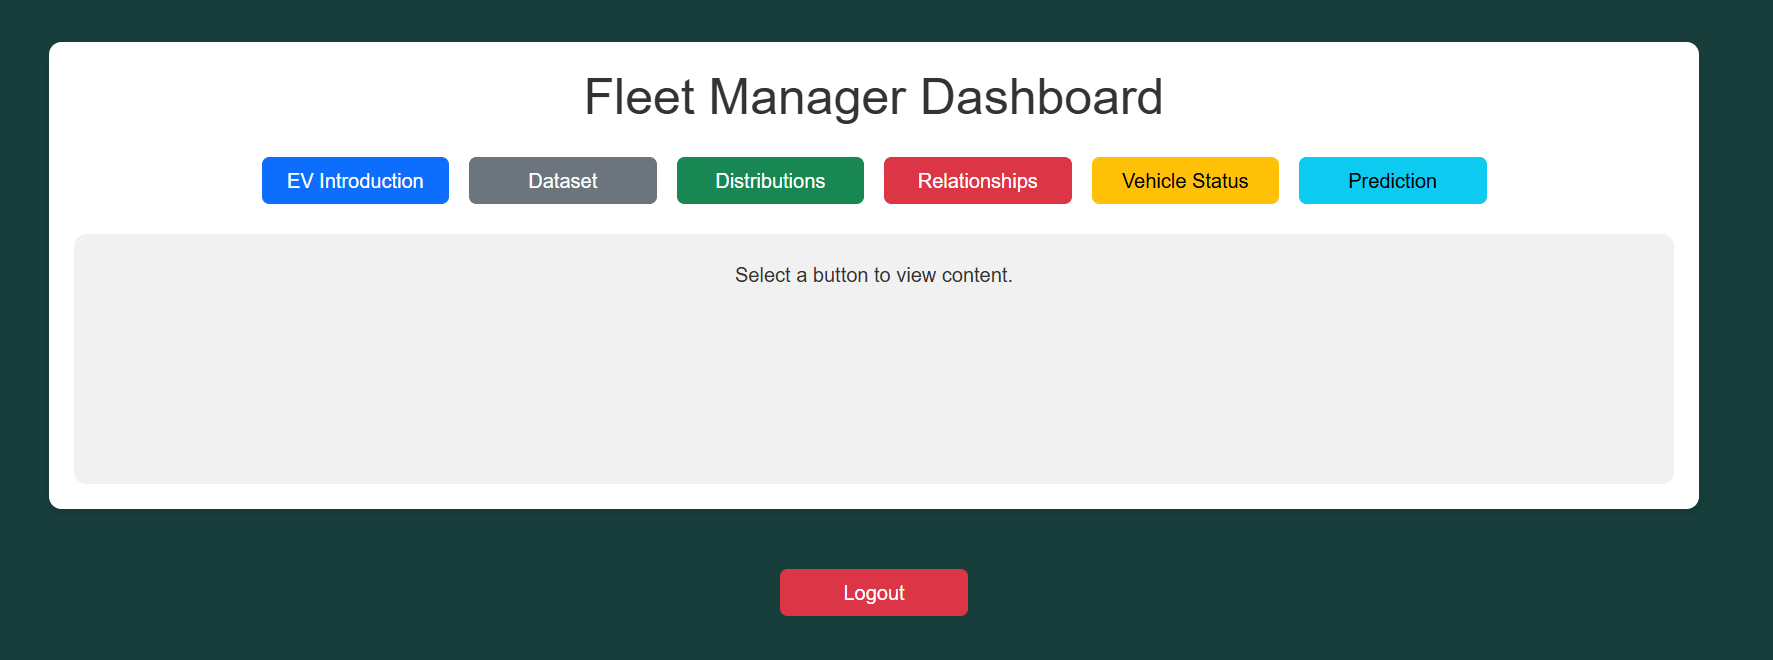 Fleet Manager Dashboard
EV Introduction Dataset Distributions Relationships Vehicle Status Prediction
Select a button to view content.
Logout